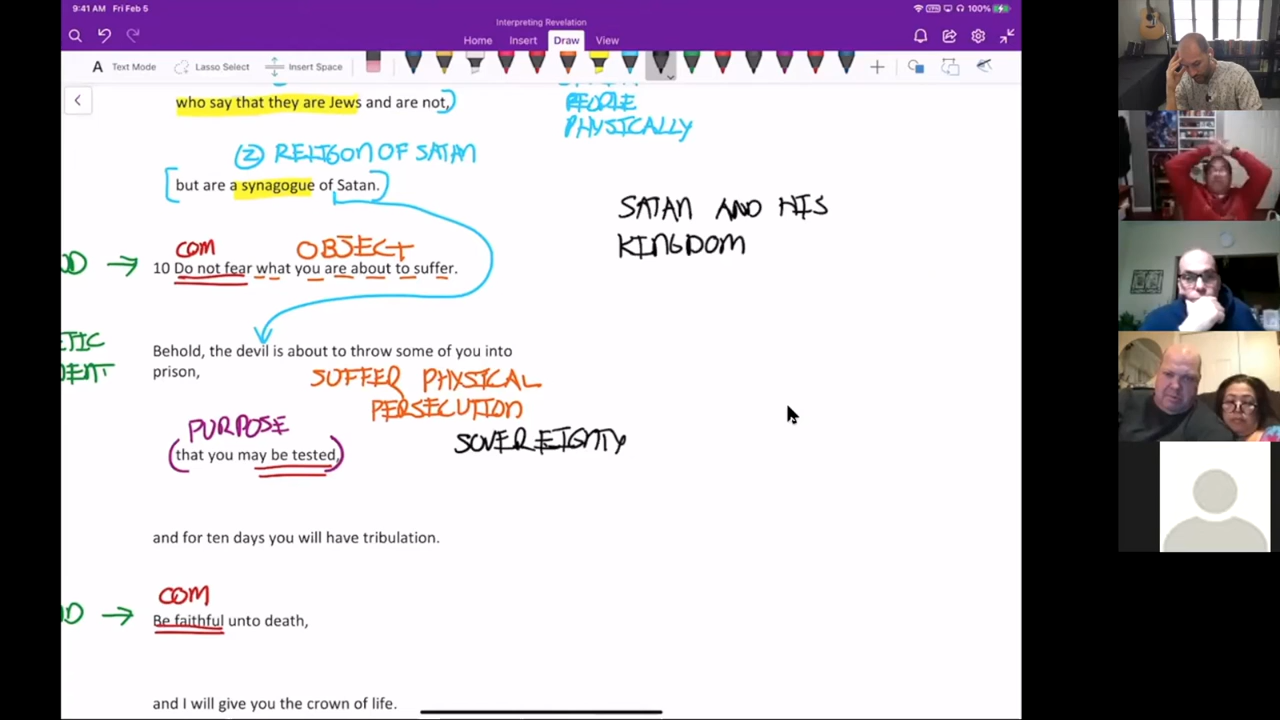 9:41 AM Fri Feb 5
VPN
100%
Interpreting Revelation
Home Insert Draw View
A Text Mode Lasso Select Insert Space
who say that they are Jews and are not,
PEOPLE
PHYSICALLY
2 RELIGON OF SATAN
but are a synagogue of Satan.
SATAN AND HIS
KINGDOM
COM OBJECT
10 Do not fear what you are about to suffer.
Behold, the devil is about to throw some of you into
prison,
SUFFER PHYSICAL
PERSECUTION
PURPOSE
SOVEREIGNTY
that you may be tested,
and for ten days you will have tribulation.
COM
Be faithful unto death,
and I will give you the crown of life.